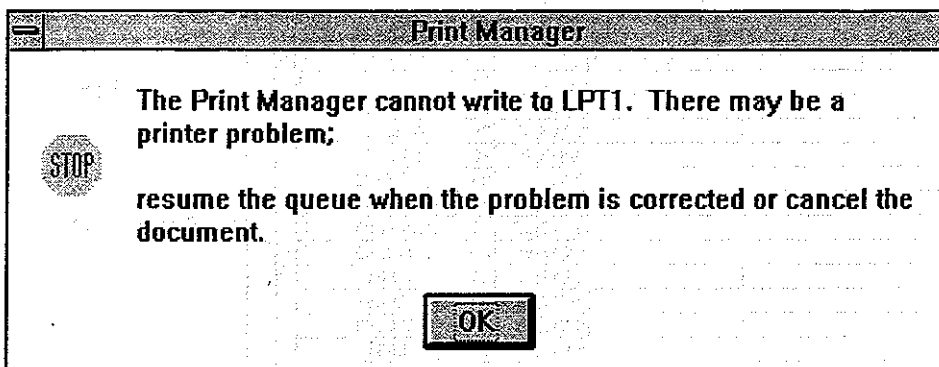 Print Manager
The Print Manager cannot write to LPT1.  There may be a
printer problem;
STOP
resume the queue when the problem is corrected or cancel the
document.
OK